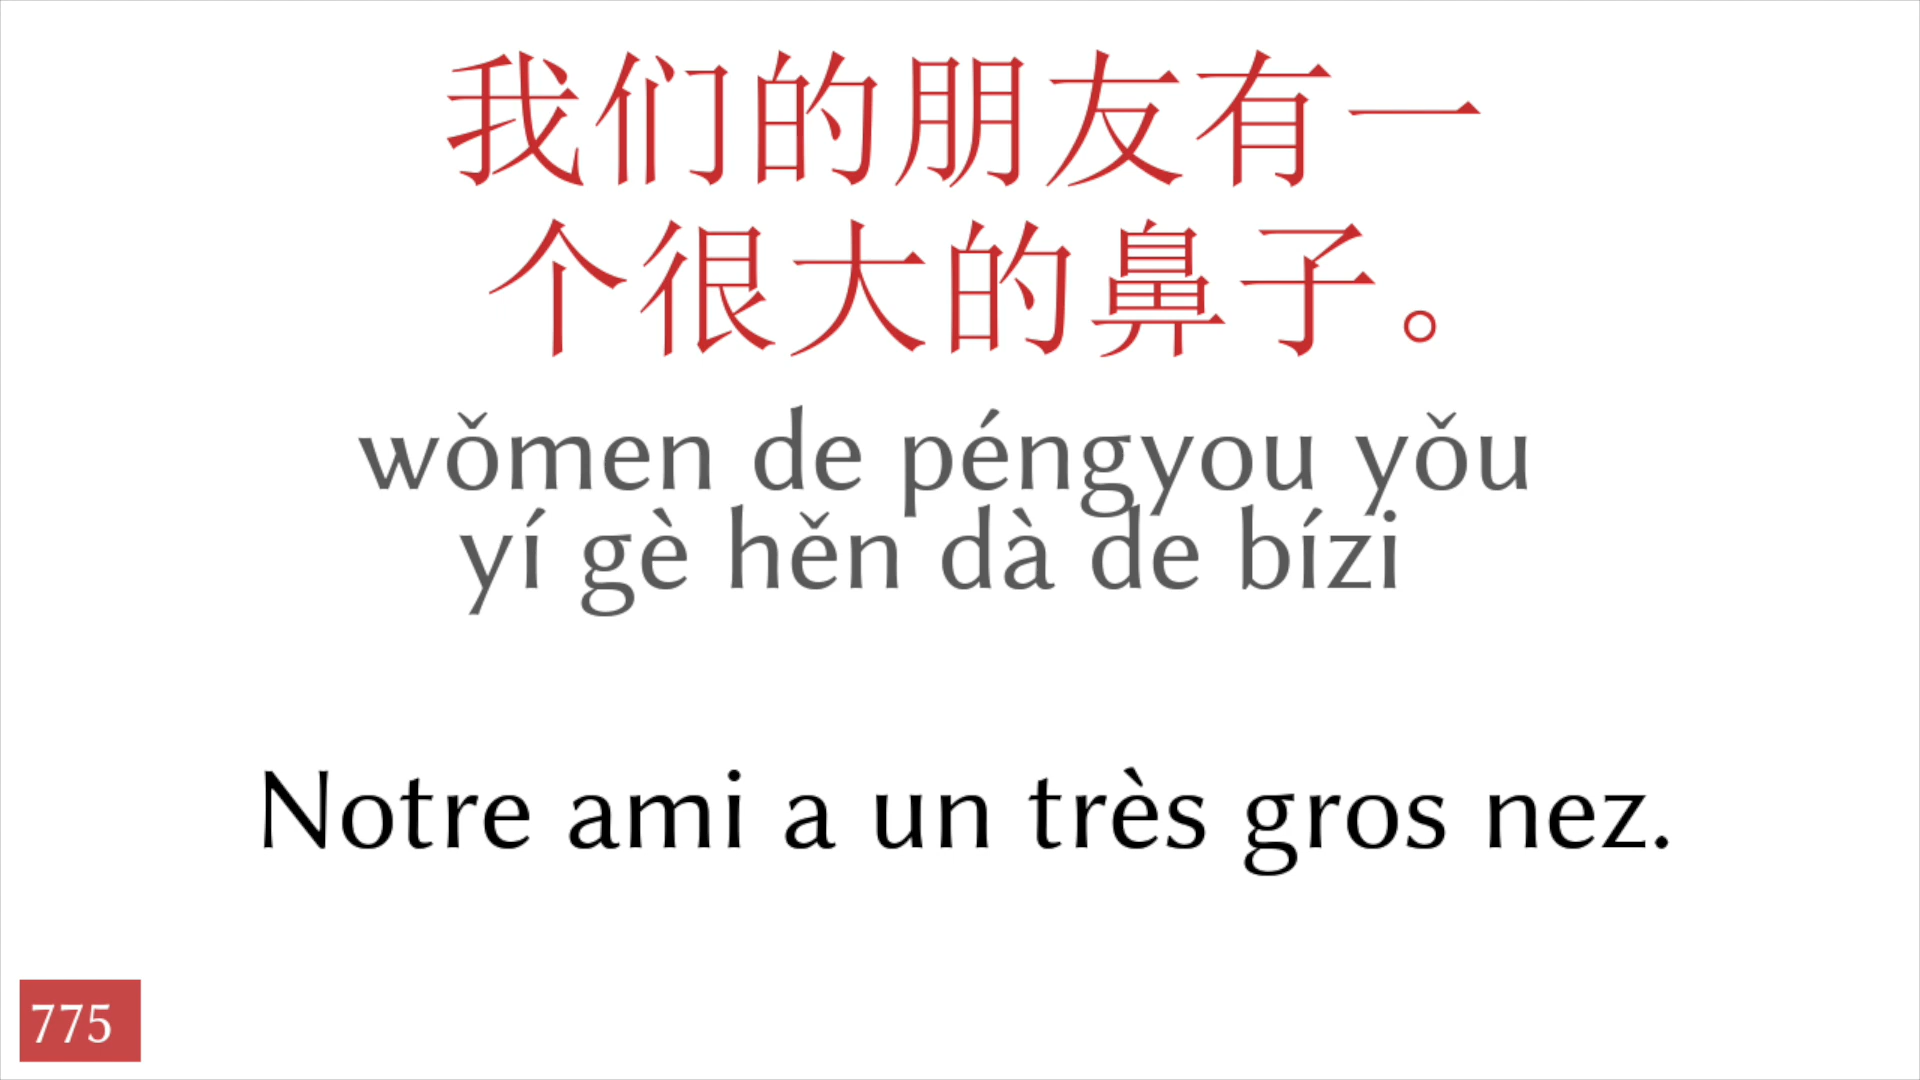 我们的朋友有一
个很大的鼻子。
wǒmen de péngyou yǒu
yí gè hěn dà de bízi
Notre ami a un très gros nez.
775